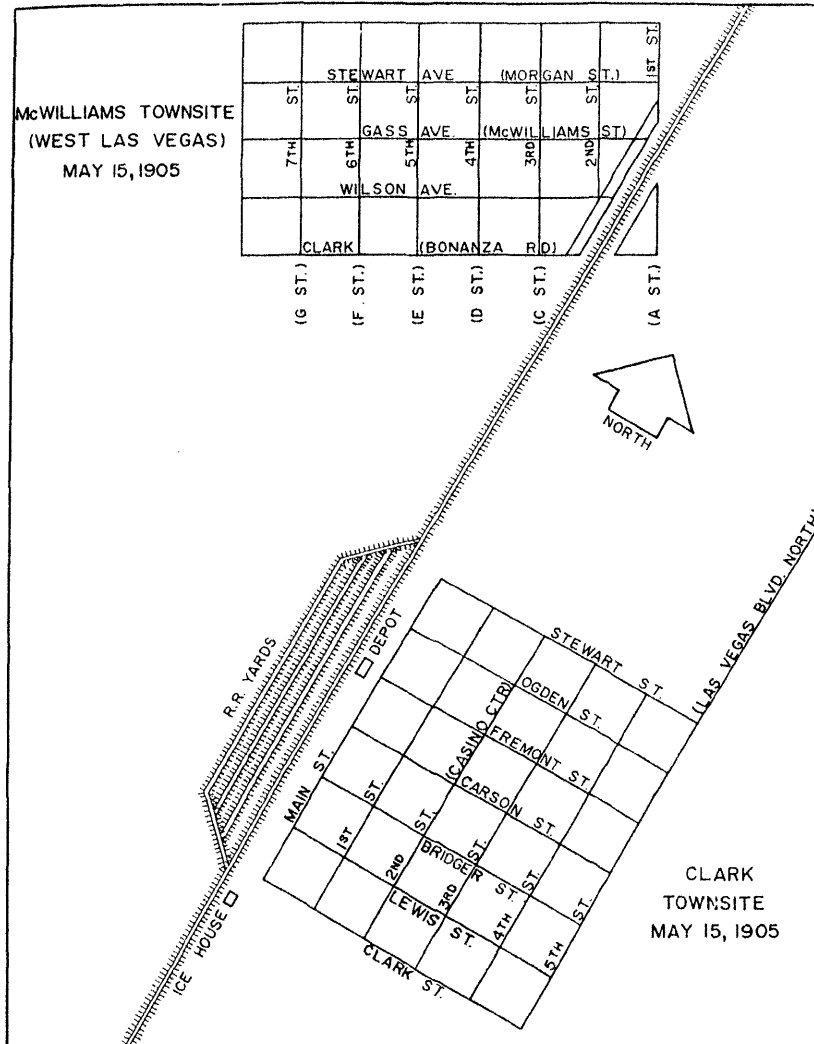 McWILLIAMS TOWNSITE
(WEST LAS VEGAS)
MAY 15, 1905
STEWART AVE (MORGAN ST.)
GASS AVE. (McWILLIAMS ST)
WILSON AVE.
CLARK (BONANZA RD)
7TH ST.
6TH ST.
5TH ST.
4TH ST.
3RD ST.
2ND ST.
1ST ST.
(G ST.)
(F. ST.)
(E ST.)
(D ST.)
(C ST.)
(A ST.)
NORTH
R.R. YARDS
DEPOT
ICE HOUSE
(LAS VEGAS BLVD. NORTH)
STEWART ST.
OGDEN ST.
(CASINO CTR)
FREMONT ST.
CARSON ST.
BRIDGER ST.
LEWIS ST.
CLARK ST.
MAIN ST.
1ST ST.
2ND ST.
3RD ST.
4TH ST.
5TH ST.
CLARK
TOWNSITE
MAY 15, 1905